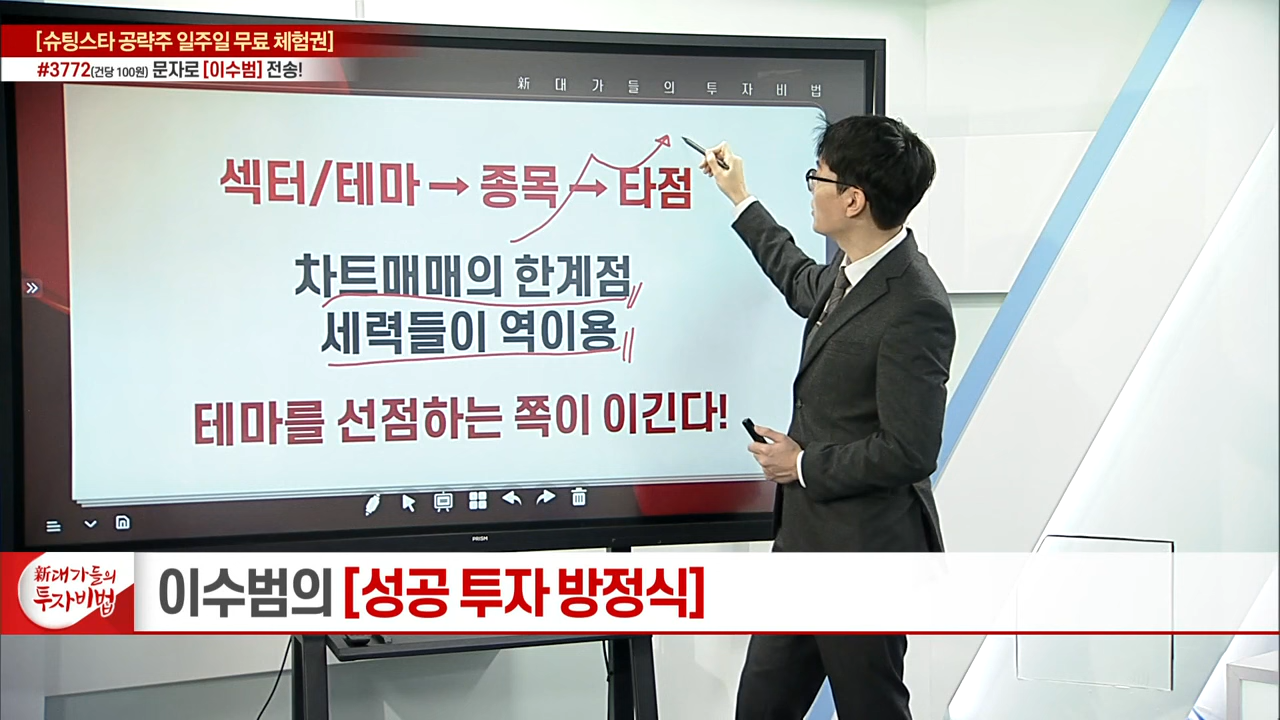 [슈팅스타 공략주 일주일 무료 체험권]
#3772(건당 100원) 문자로 [이수범] 전송!
新 대가들의 투자비법
섹터/테마 → 종목 → 타점
차트매매의 한계점
세력들이 역이용
테마를 선점하는 쪽이 이긴다!
PRISM
新대가들의
투자비법
이수범의 [성공 투자 방정식]